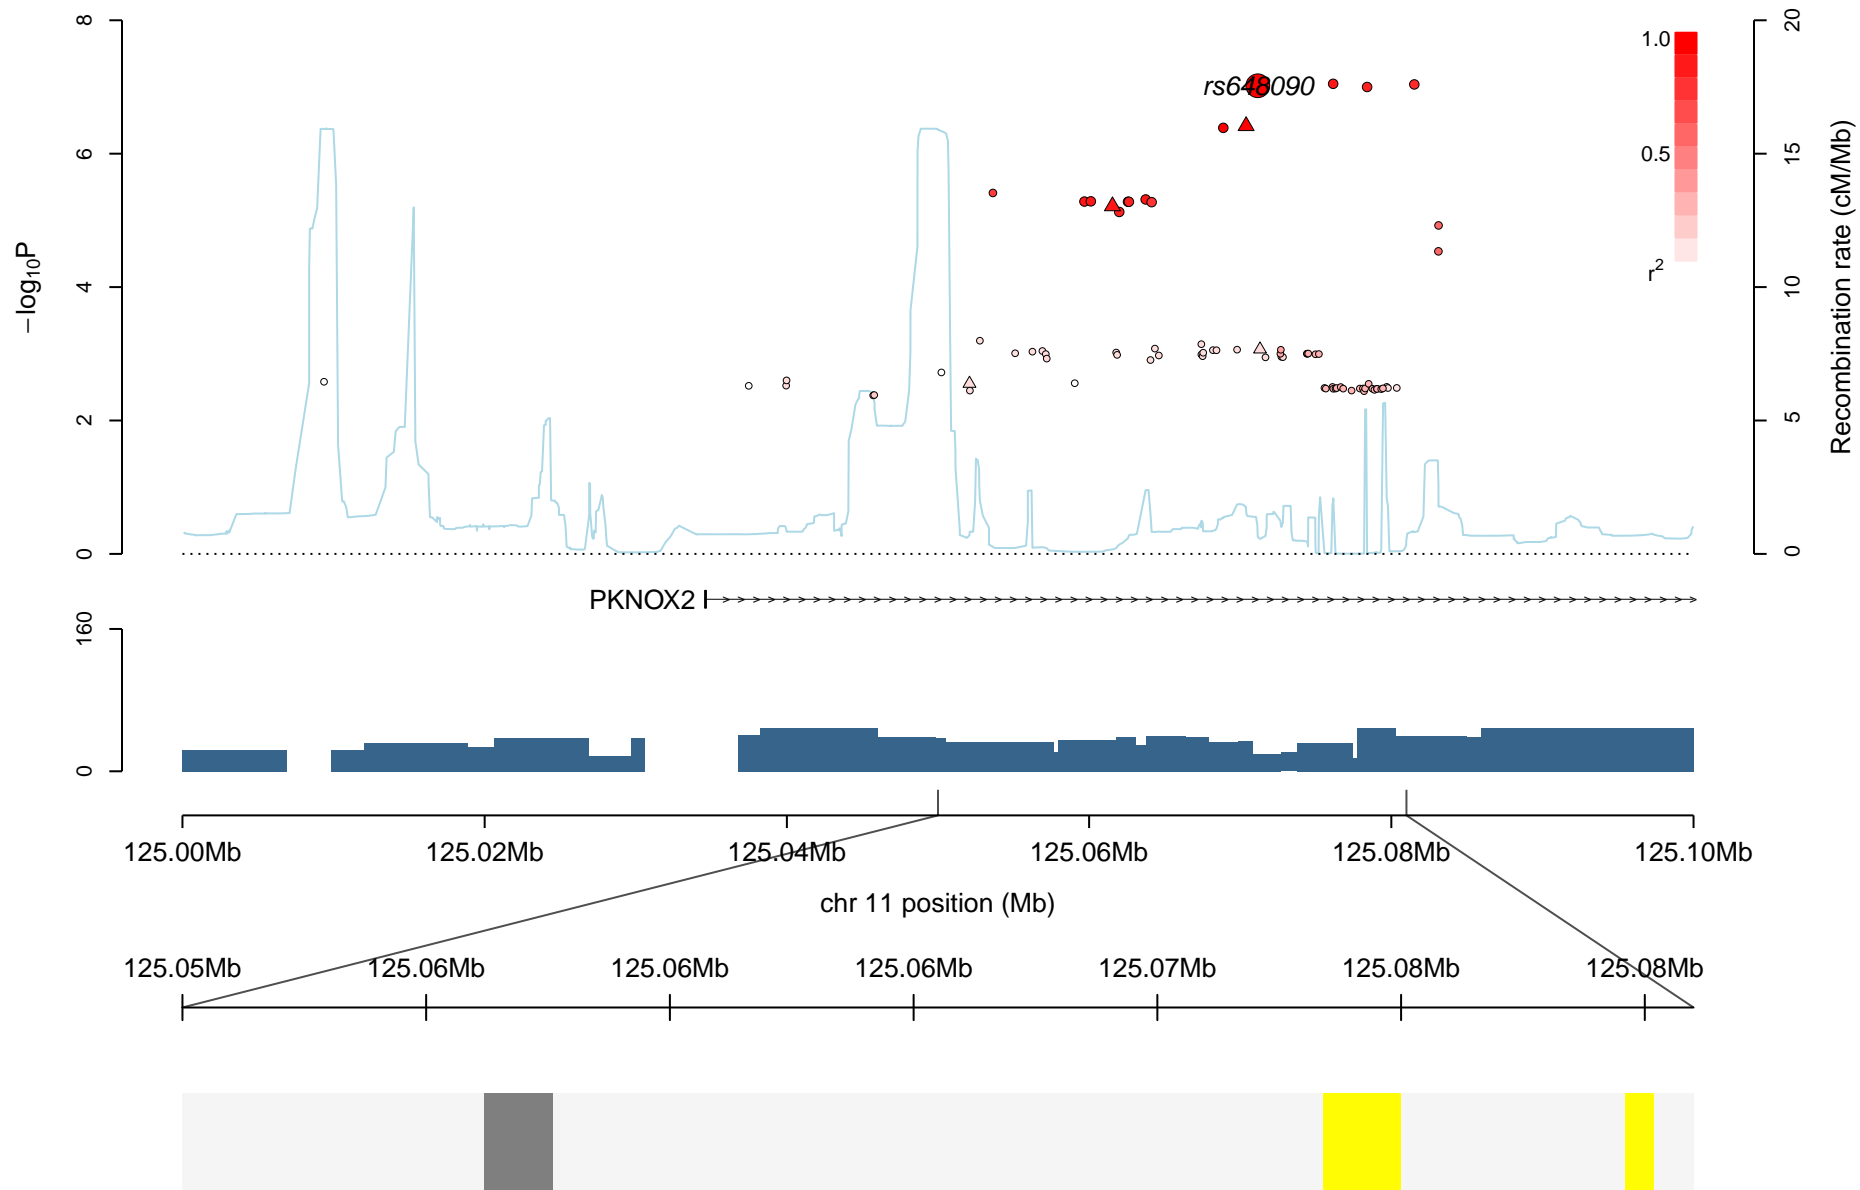 8
6
4
2
0
−log10P
20
15
10
5
0
Recombination rate (cM/Mb)
1.0
0.5
r2
rs648090
PKNOX2
160
0
125.00Mb 125.02Mb 125.04Mb 125.06Mb 125.08Mb 125.10Mb
chr 11 position (Mb)
125.05Mb 125.06Mb 125.06Mb 125.06Mb 125.07Mb 125.08Mb 125.08Mb